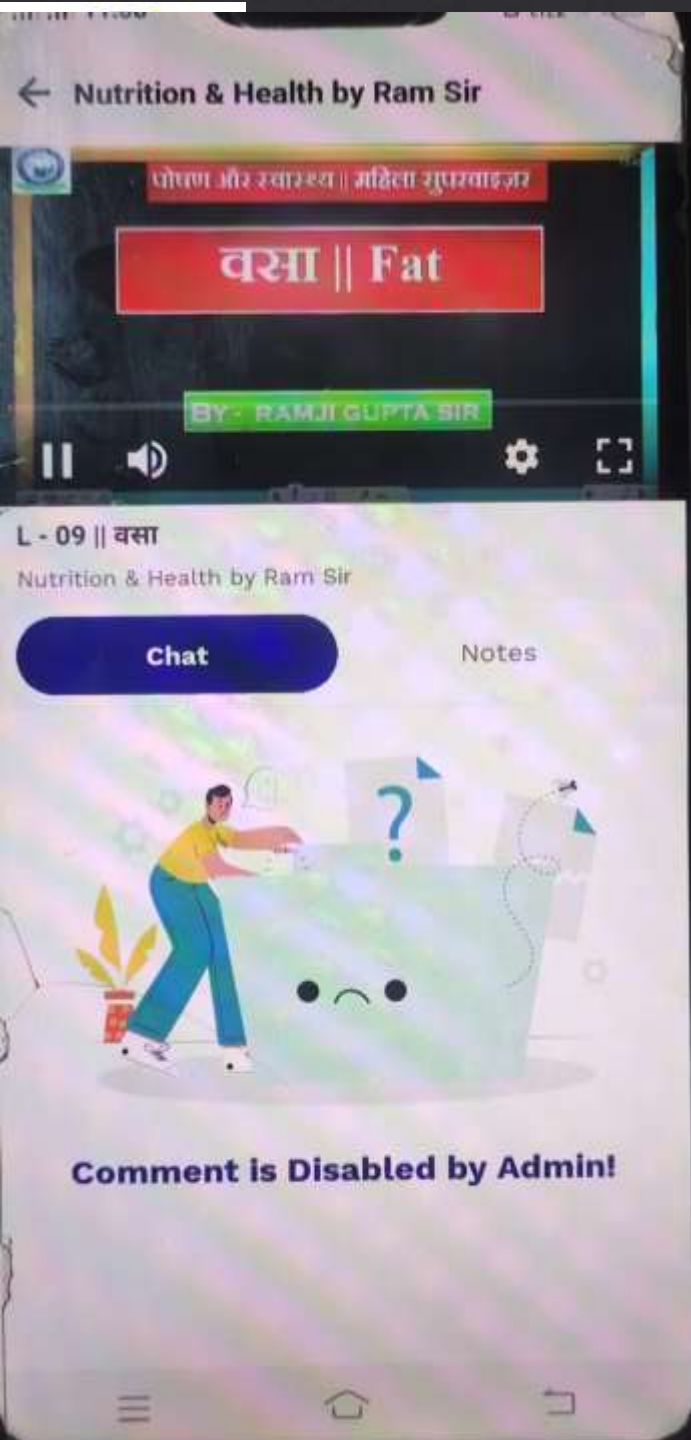 Nutrition & Health by Ram Sir
पोषण और स्वास्थ्य || महिला सुपरवाइज़र
वसा || Fat
BY - RAMJI GUPTA SIR
L - 09 || वसा
Nutrition & Health by Ram Sir
Chat
Notes
?
Comment is Disabled by Admin!